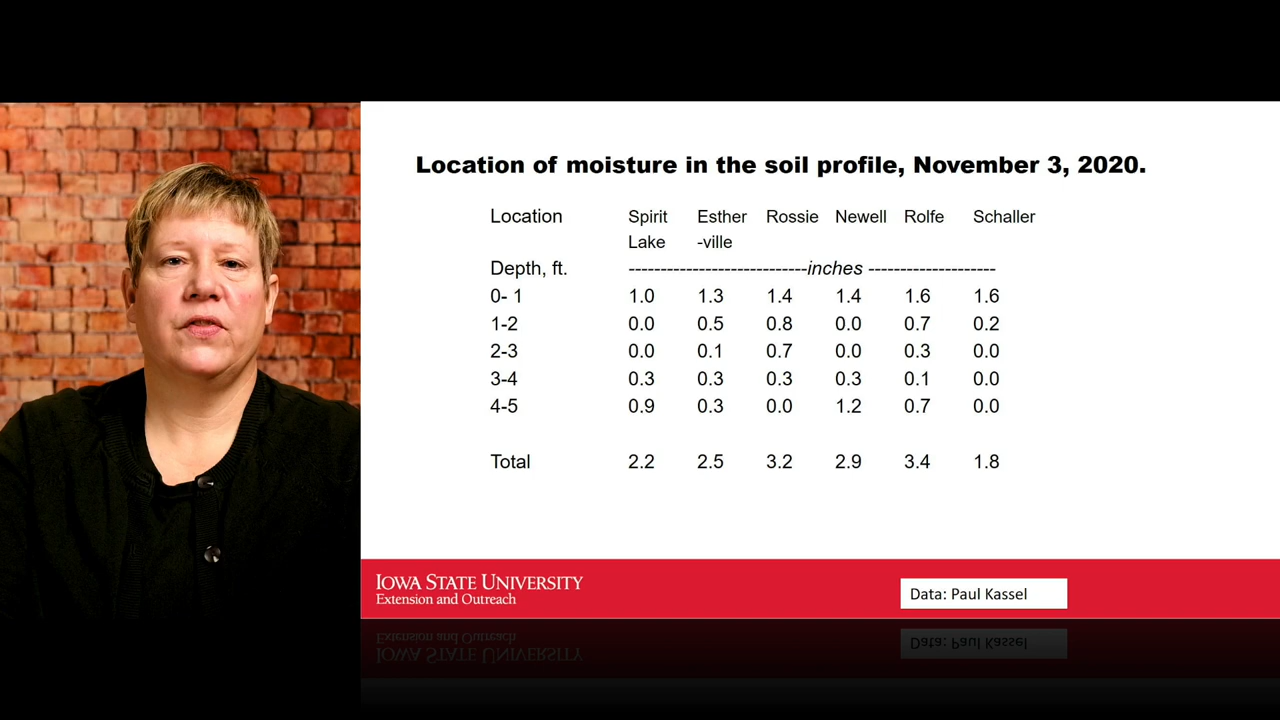 Location of moisture in the soil profile, November 3, 2020.
Location Spirit Esther Rossie Newell Rolfe Schaller
Lake -ville
Depth, ft. ----------------------------inches --------------------
0- 1 1.0 1.3 1.4 1.4 1.6 1.6
1-2 0.0 0.5 0.8 0.0 0.7 0.2
2-3 0.0 0.1 0.7 0.0 0.3 0.0
3-4 0.3 0.3 0.3 0.3 0.1 0.0
4-5 0.9 0.3 0.0 1.2 0.7 0.0
Total 2.2 2.5 3.2 2.9 3.4 1.8
IOWA STATE UNIVERSITY
Extension and Outreach
Data: Paul Kassel